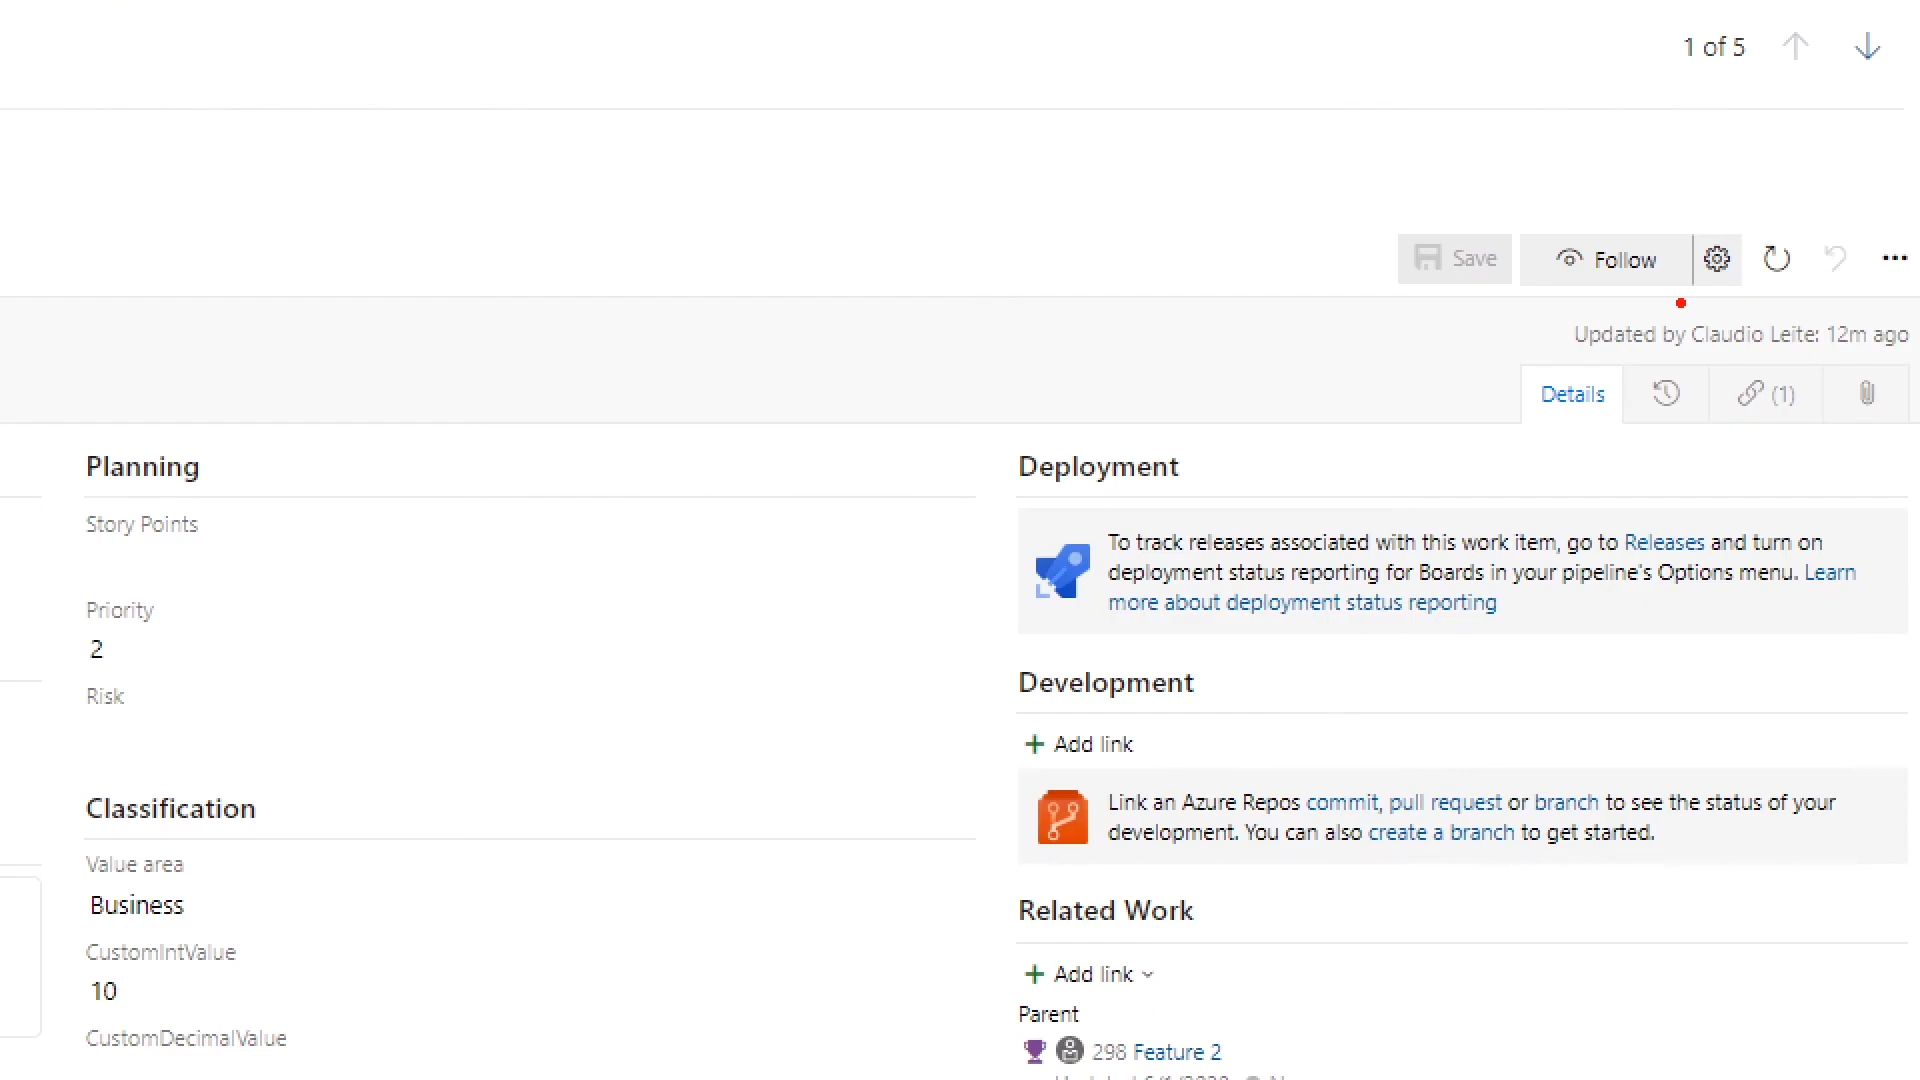 1 of 5
Save
Follow
Updated by Claudio Leite: 12m ago
Details
(1)
Planning
Story Points
Priority
2
Risk
Classification
Value area
Business
CustomIntValue
10
CustomDecimalValue
Deployment
To track releases associated with this work item, go to Releases and turn on
deployment status reporting for Boards in your pipeline's Options menu. Learn
more about deployment status reporting
Development
+ Add link
Link an Azure Repos commit, pull request or branch to see the status of your
development. You can also create a branch to get started.
Related Work
+ Add link
Parent
298 Feature 2